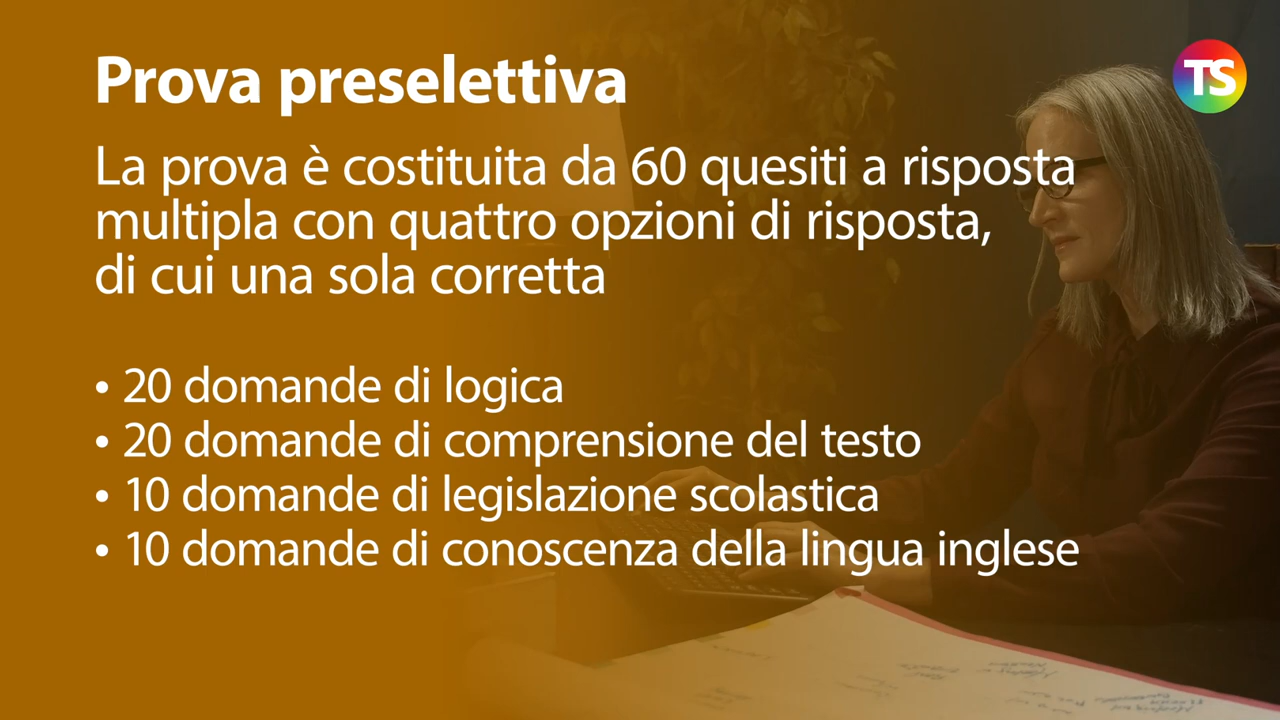 Prova preselettiva
TS
La prova è costituita da 60 quesiti a risposta
multipla con quattro opzioni di risposta,
di cui una sola corretta
• 20 domande di logica
• 20 domande di comprensione del testo
• 10 domande di legislazione scolastica
• 10 domande di conoscenza della lingua inglese